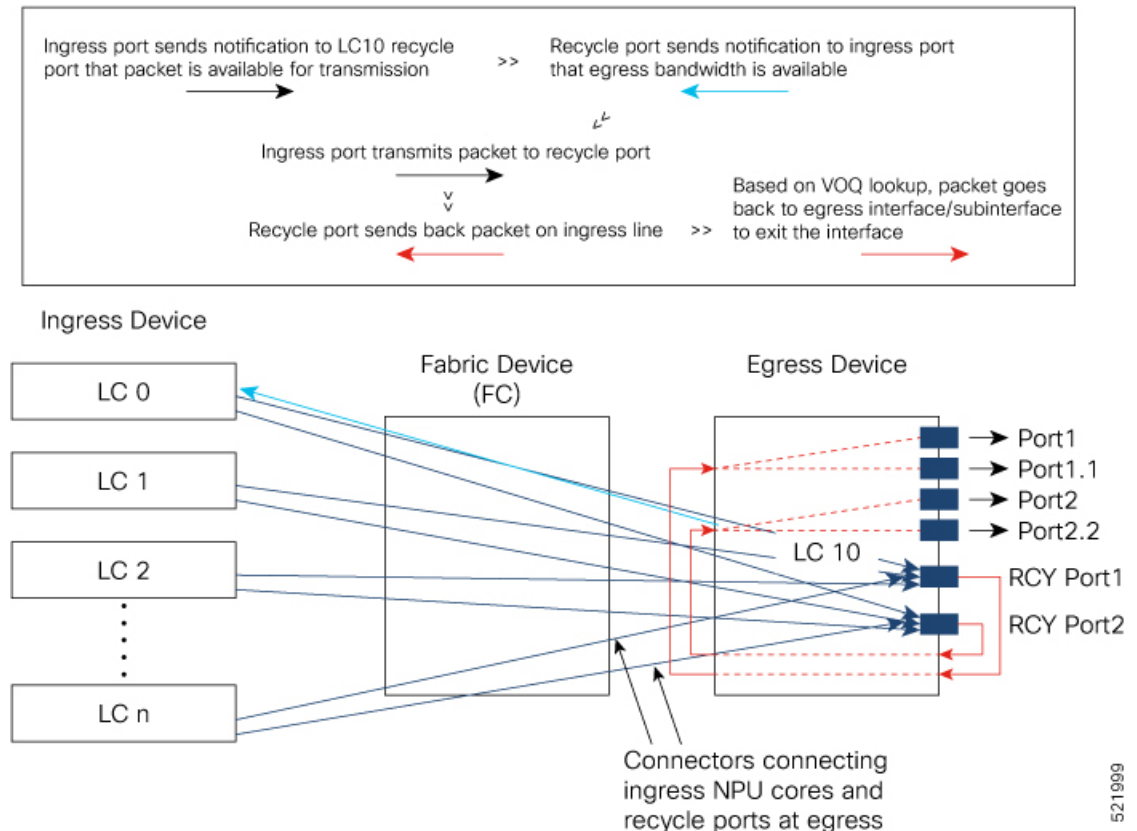 Ingress port sends notification to LC10 recycle
port that packet is available for transmission
>>
Recycle port sends notification to ingress port
that egress bandwidth is available
>>
Ingress port transmits packet to recycle port
>>
Recycle port sends back packet on ingress line
>>
Based on VOQ lookup, packet goes
back to egress interface/subinterface
to exit the interface
Ingress Device
LC 0
LC 1
LC 2
LC n
Fabric Device
(FC)
Egress Device
LC 10
Port1
Port1.1
Port2
Port2.2
RCY Port1
RCY Port2
Connectors connecting
ingress NPU cores and
recycle ports at egress
521999